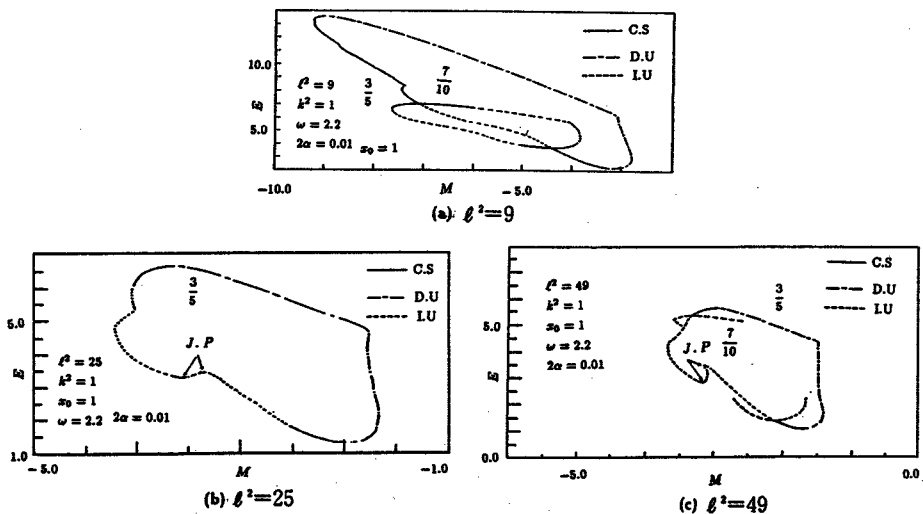 C.S
D.U
I.U
10.0
5.0
E
ℓ² = 9
k² = 1
ω = 2.2
2α = 0.01
x₀ = 1
3/5
7/10
−10.0
M
−5.0
(a) ℓ²=9
C.S
D.U
I.U
5.0
1.0
E
3/5
J.P
ℓ² = 25
k² = 1
x₀ = 1
ω = 2.2
2α = 0.01
−5.0
M
−1.0
(b) ℓ²=25
C.S
D.U
I.U
5.0
0.0
E
ℓ² = 49
k² = 1
x₀ = 1
ω = 2.2
2α = 0.01
3/5
7/10
J.P
−5.0
M
0.0
(c) ℓ²=49